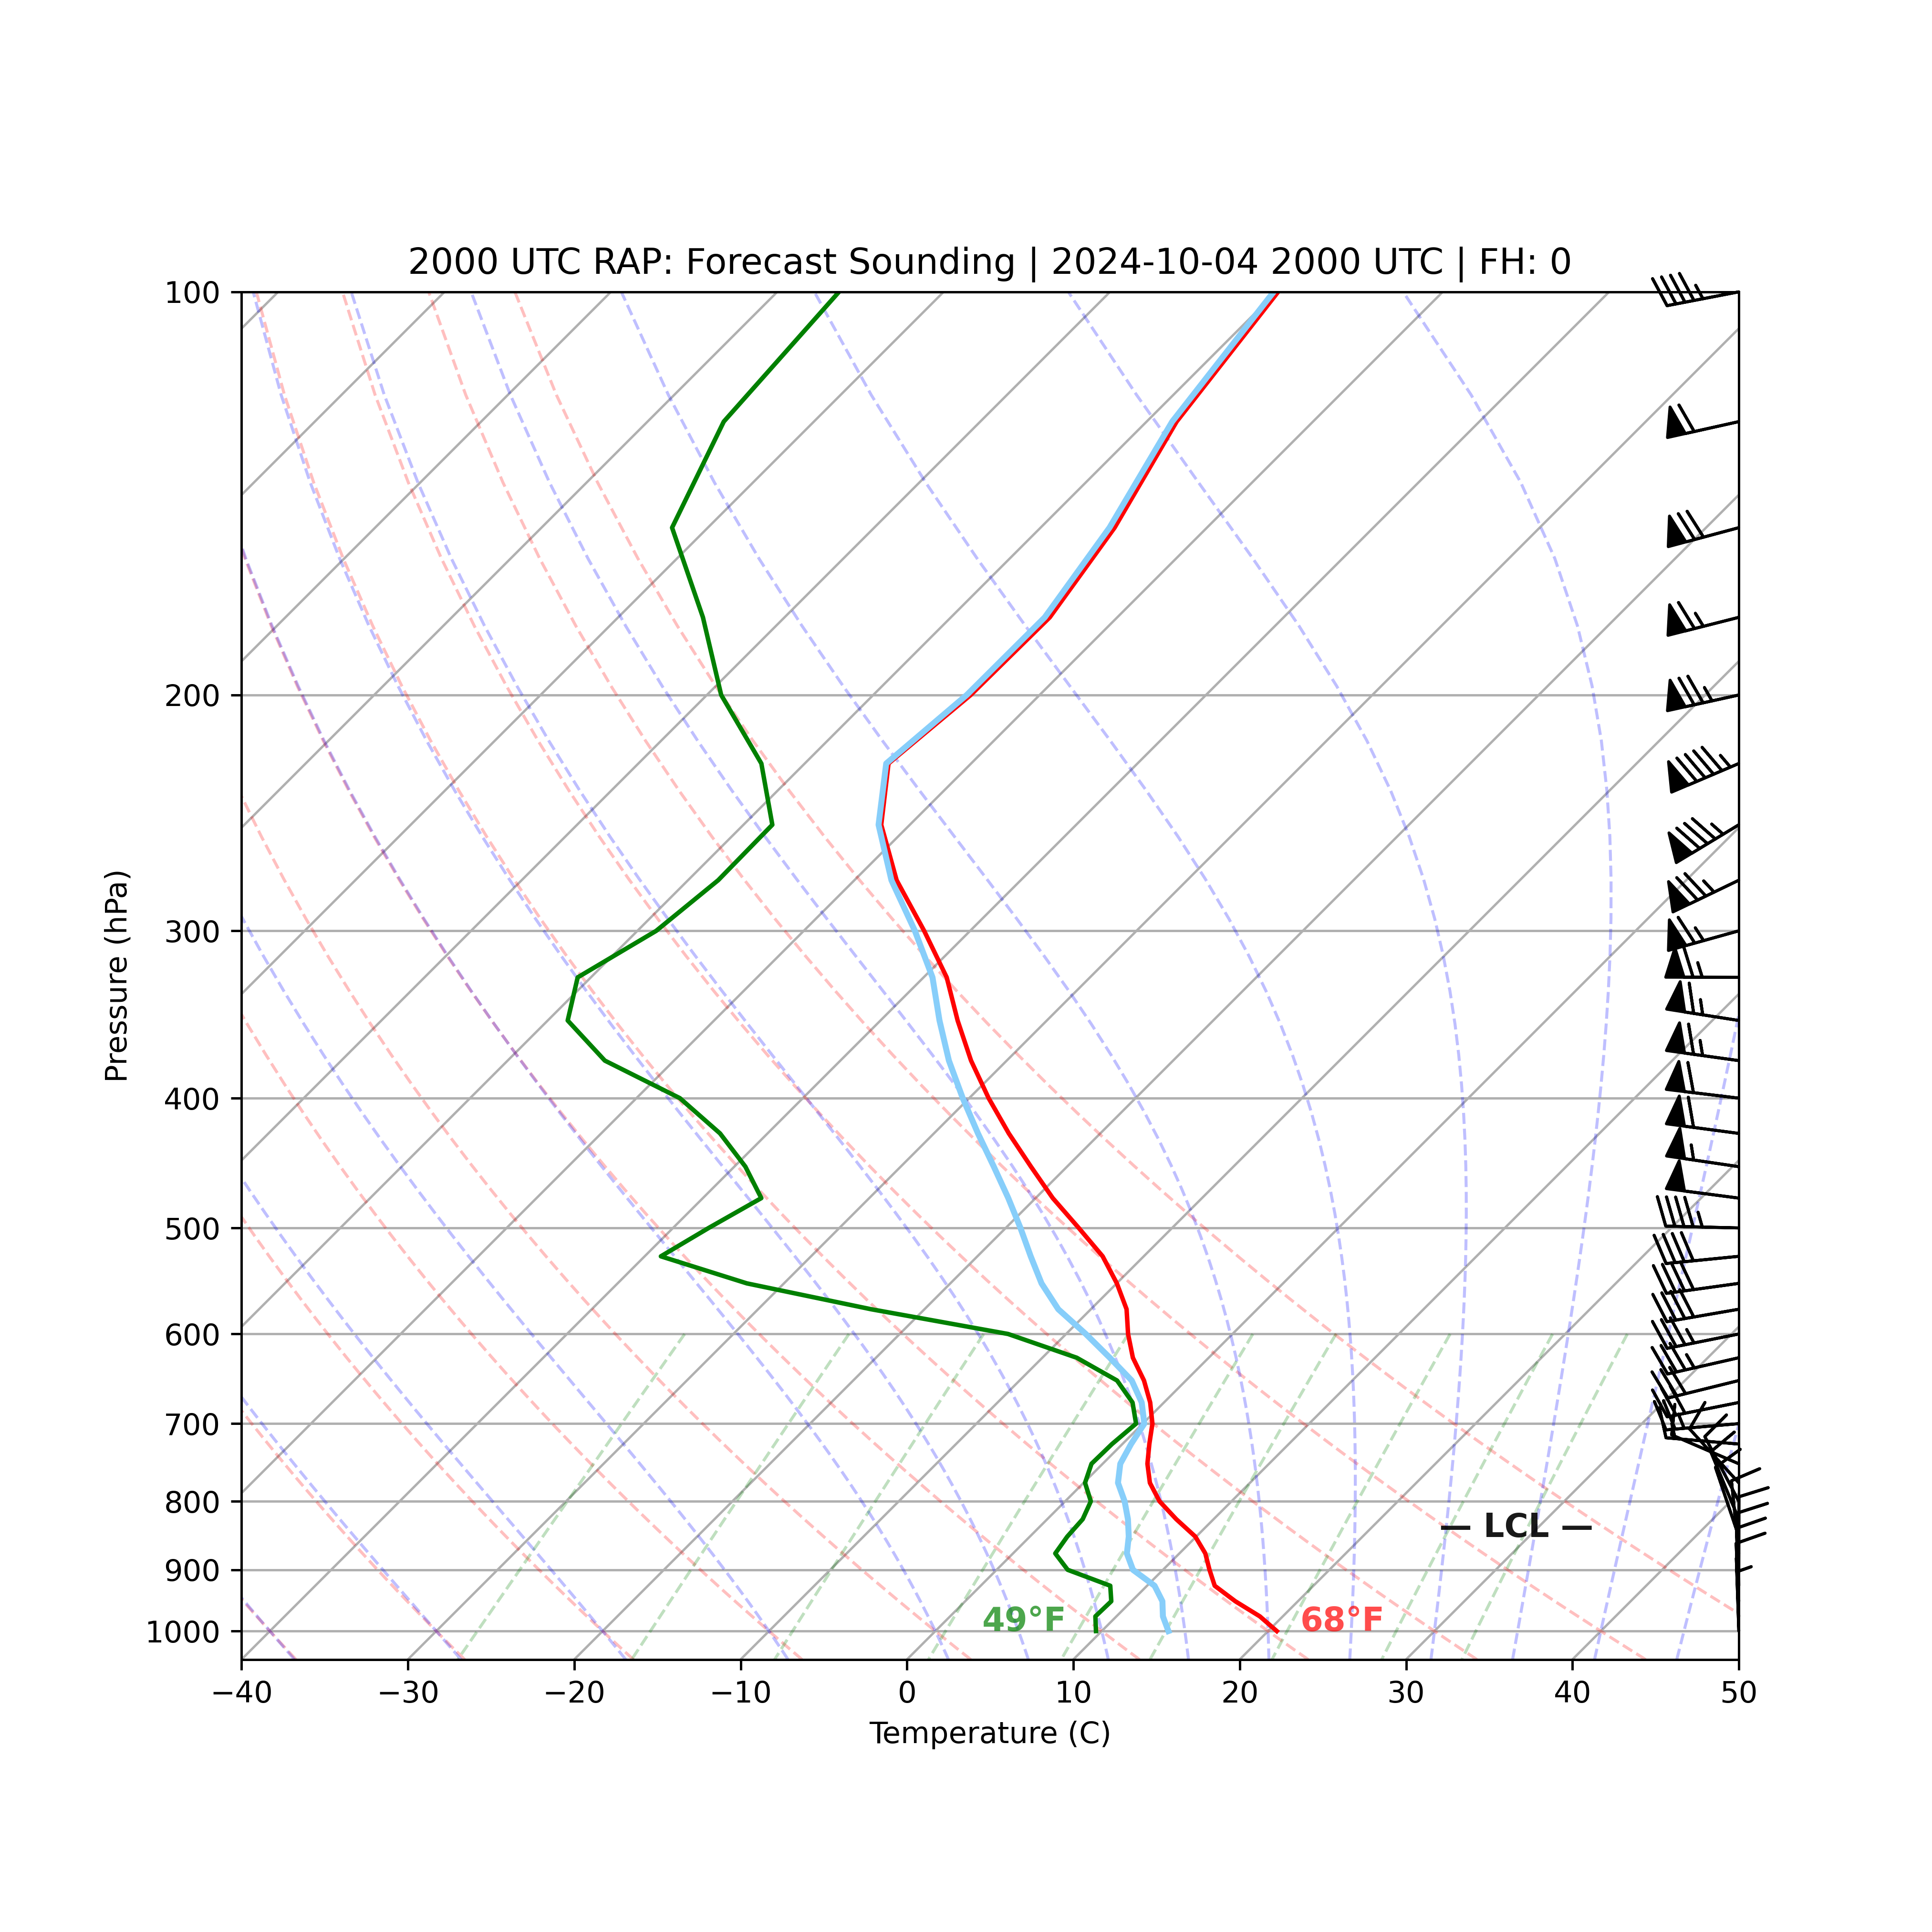 2000 UTC RAP: Forecast Sounding | 2024-10-04 2000 UTC | FH: 0
100
200
300
400
500
600
700
800
900
1000
Pressure (hPa)
— LCL —
49°F
68°F
−40 −30 −20 −10 0 10 20 30 40 50
Temperature (C)